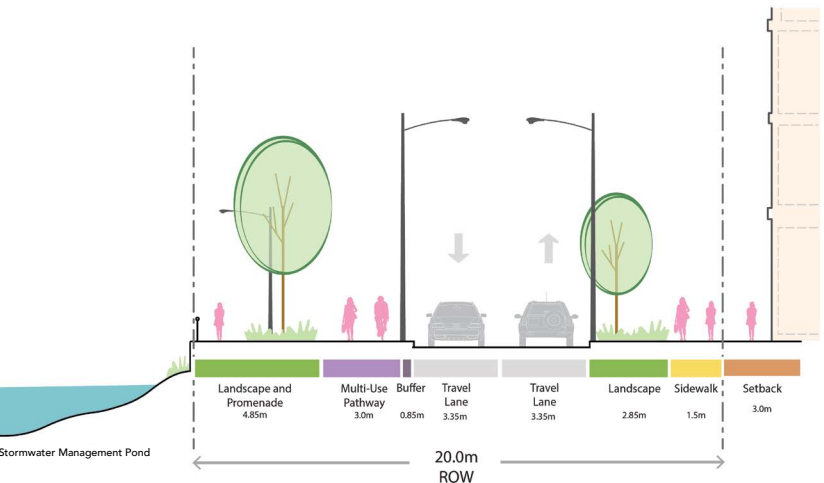 Landscape and
Promenade
4.85m
Multi-Use
Pathway
3.0m
Buffer
0.85m
Travel
Lane
3.35m
Travel
Lane
3.35m
Landscape
2.85m
Sidewalk
1.5m
Setback
3.0m
Stormwater Management Pond
20.0m
ROW